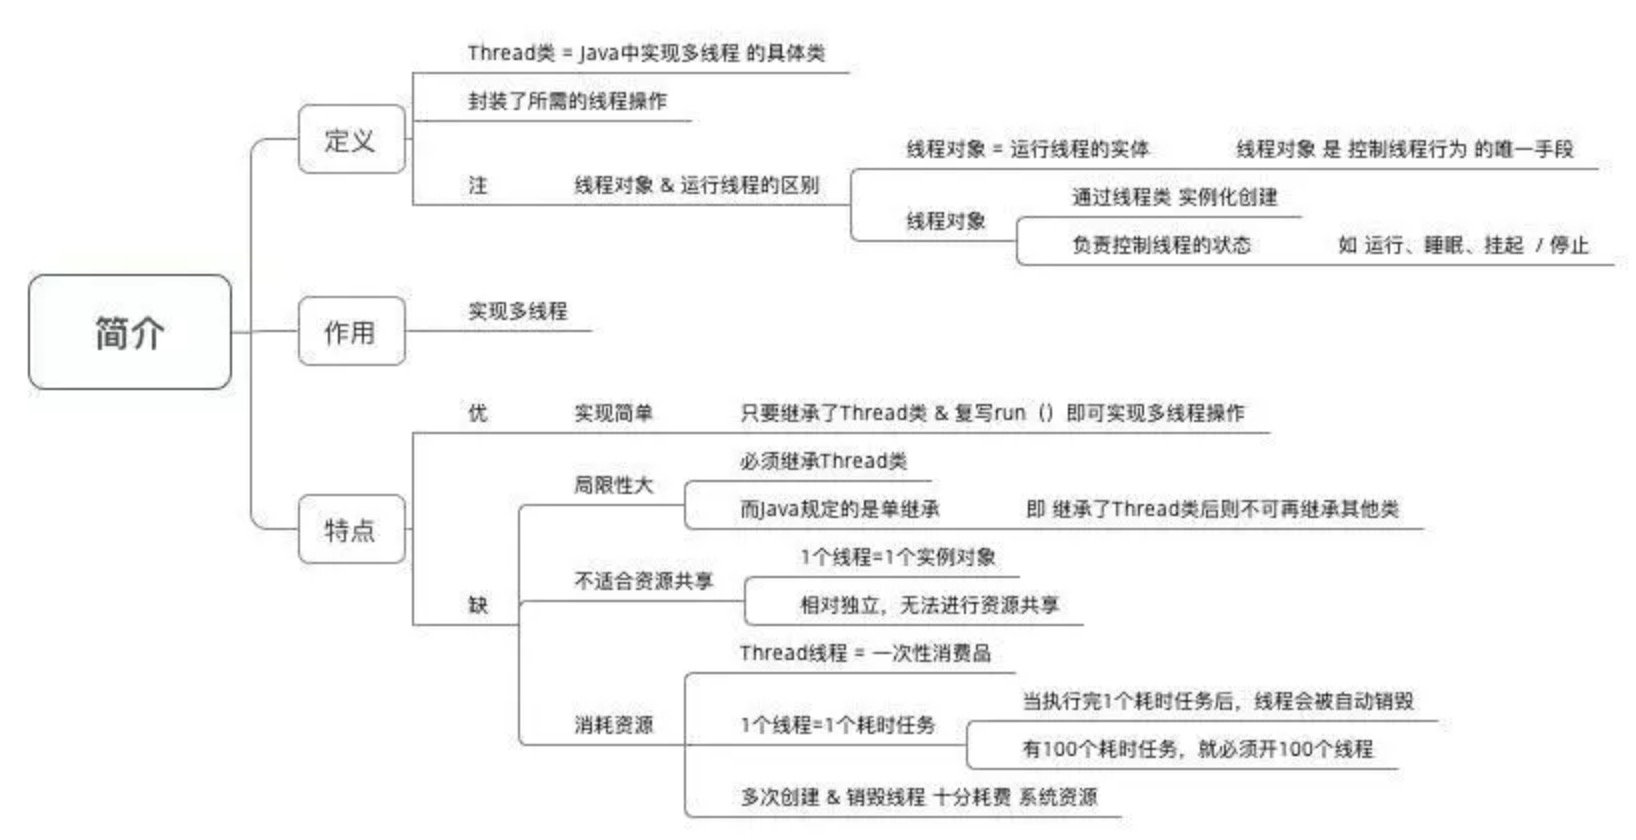 简介
定义
Thread类 = Java中实现多线程 的具体类
封装了所需的线程操作
注
线程对象 & 运行线程的区别
线程对象 = 运行线程的实体
线程对象 是 控制线程行为 的唯一手段
线程对象
通过线程类 实例化创建
负责控制线程的状态
如 运行、睡眠、挂起 / 停止
作用
实现多线程
特点
优
实现简单
只要继承了Thread类 & 复写run（）即可实现多线程操作
缺
局限性大
必须继承Thread类
而Java规定的是单继承
即 继承了Thread类后则不可再继承其他类
不适合资源共享
1个线程=1个实例对象
相对独立，无法进行资源共享
消耗资源
Thread线程 = 一次性消费品
1个线程=1个耗时任务
当执行完1个耗时任务后，线程会被自动销毁
有100个耗时任务，就必须开100个线程
多次创建 & 销毁线程 十分耗费 系统资源